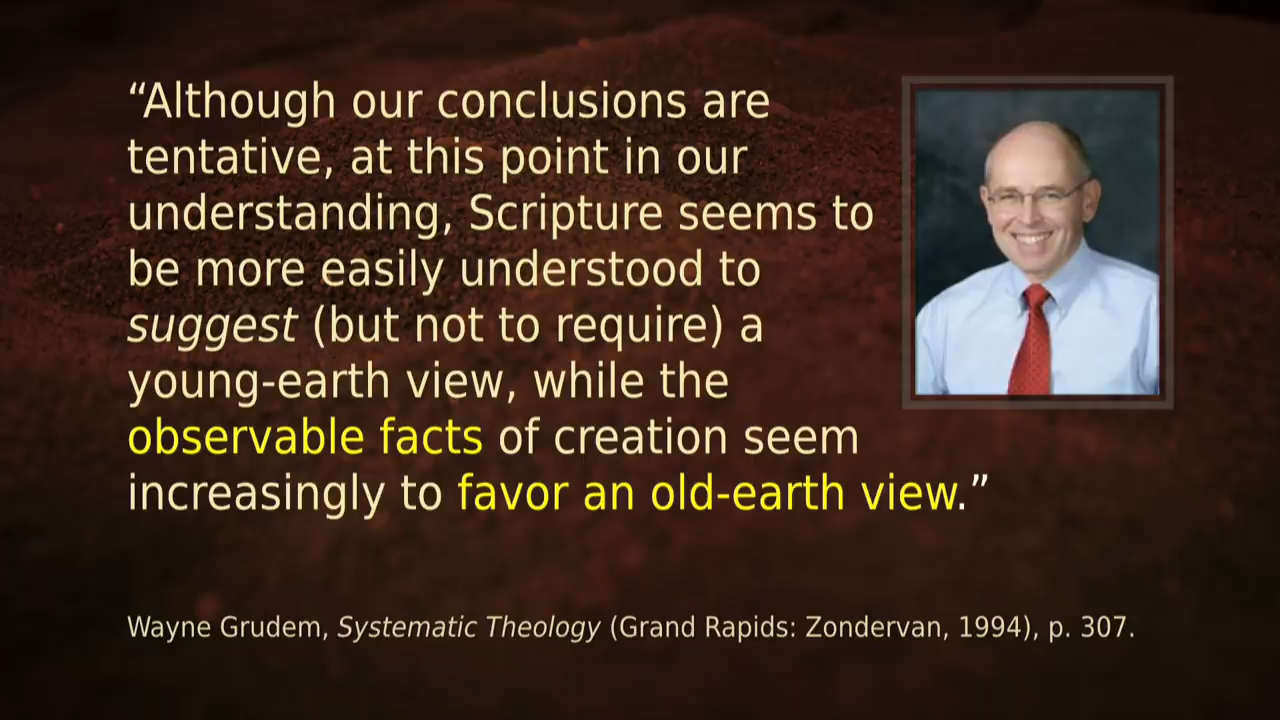 “Although our conclusions are
tentative, at this point in our
understanding, Scripture seems to
be more easily understood to
suggest (but not to require) a
young-earth view, while the
observable facts of creation seem
increasingly to favor an old-earth view.”
Wayne Grudem, Systematic Theology (Grand Rapids: Zondervan, 1994), p. 307.